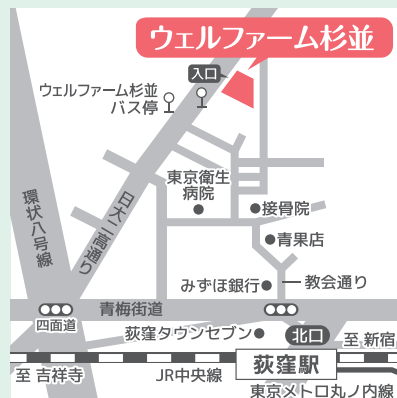 ウェルファーム杉並
入口
ウェルファーム杉並
バス停
東京衛生
病院
接骨院
環状八号線
日大二高通り
青果店
みずほ銀行
教会通り
青梅街道
四面道
荻窪タウンセブン
北口
至 新宿
荻窪駅
至 吉祥寺
JR中央線
東京メトロ丸ノ内線